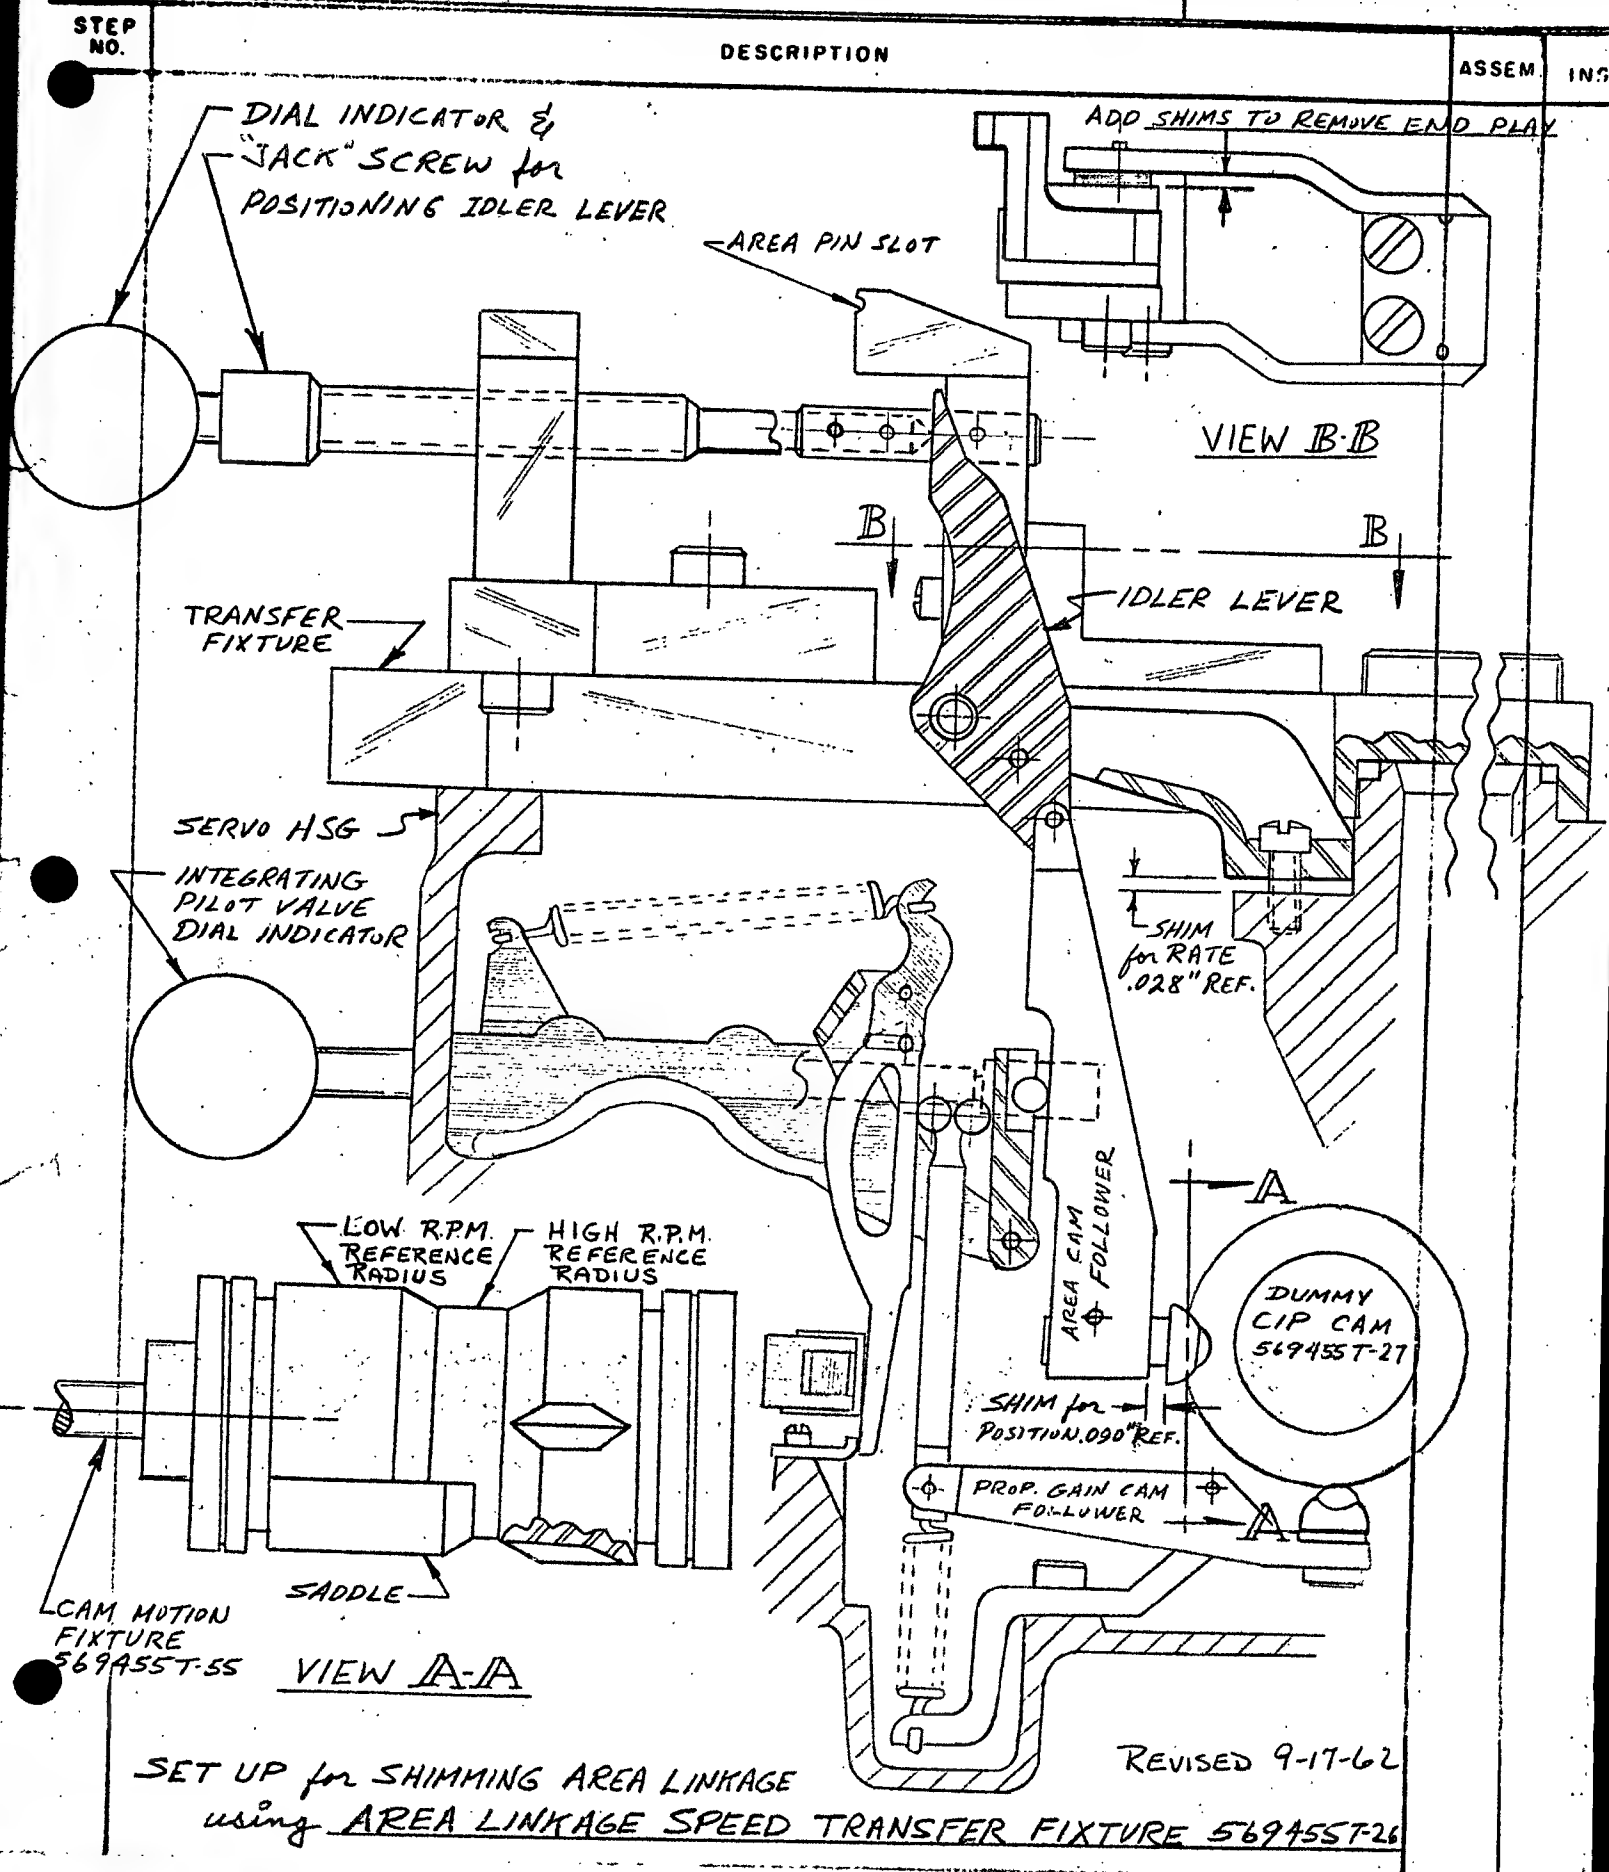 STEP
NO.
DESCRIPTION
ASSEM.
INS
DIAL INDICATOR &
"JACK" SCREW for
POSITIONING IDLER LEVER
ADD SHIMS TO REMOVE END PLAY
AREA PIN SLOT
VIEW B-B
B
B
IDLER LEVER
TRANSFER
FIXTURE
SERVO HSG
INTEGRATING
PILOT VALVE
DIAL INDICATOR
SHIM
for RATE
.028" REF.
AREA CAM
FOLLOWER
A
LOW R.P.M.
REFERENCE
RADIUS
HIGH R.P.M.
REFERENCE
RADIUS
DUMMY
CIP CAM
569455T-27
SHIM for
POSITION .090" REF.
PROP. GAIN CAM
FOLLOWER
A
SADDLE
CAM MOTION
FIXTURE
569455T-55
VIEW A-A
REVISED 9-17-62
SET UP for SHIMMING AREA LINKAGE
using AREA LINKAGE SPEED TRANSFER FIXTURE 569455T-26